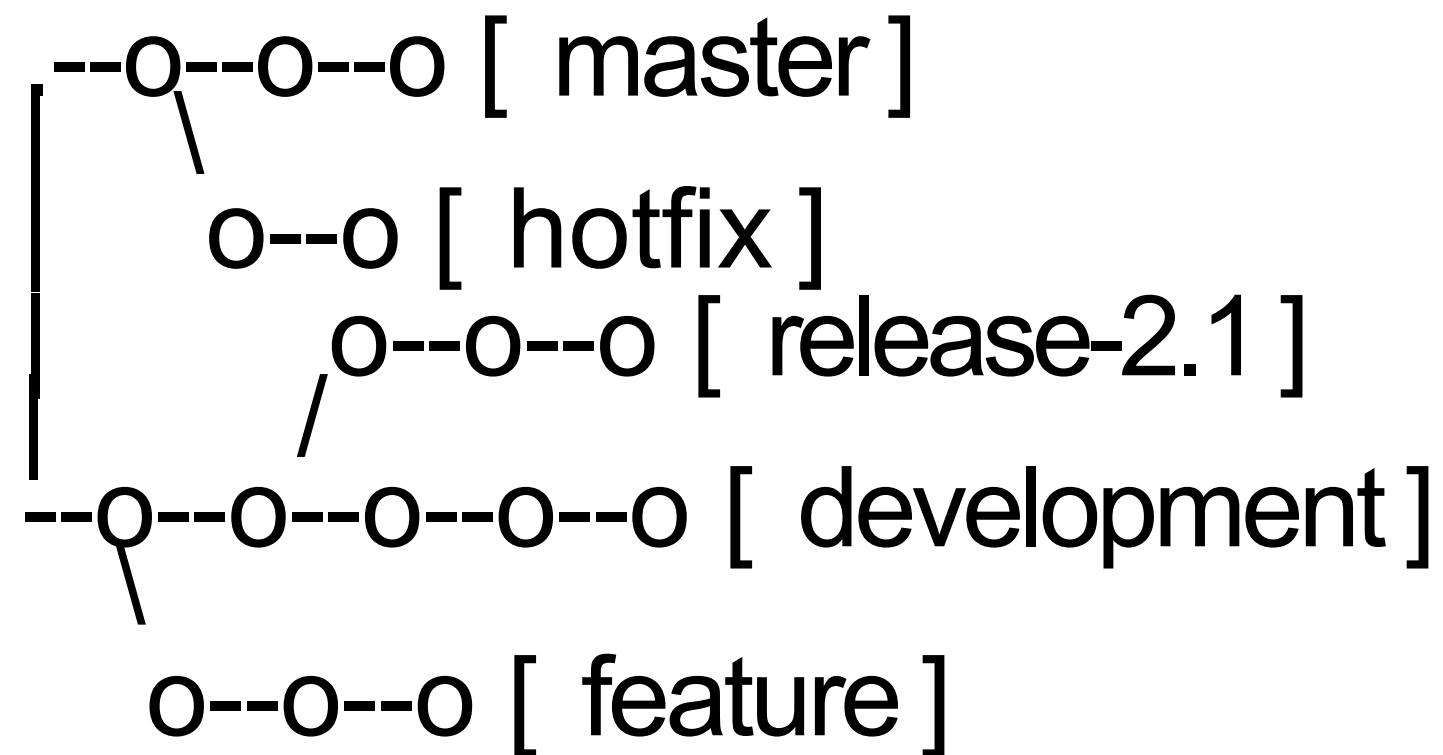 --o--o--o [ master ]
\
o--o [ hotfix ]
o--o--o [ release-2.1 ]
/
--o--o--o--o--o [ development ]
\
o--o--o [ feature ]